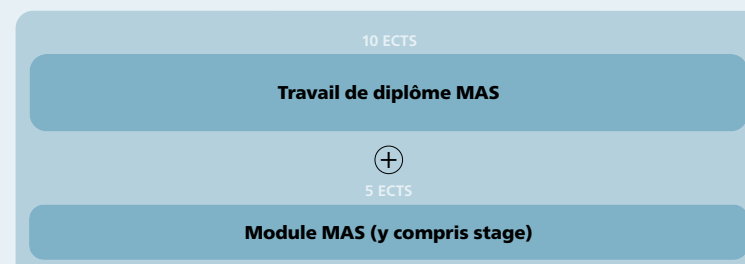 10 ECTS
Travail de diplôme MAS
+
5 ECTS
Module MAS (y compris stage)